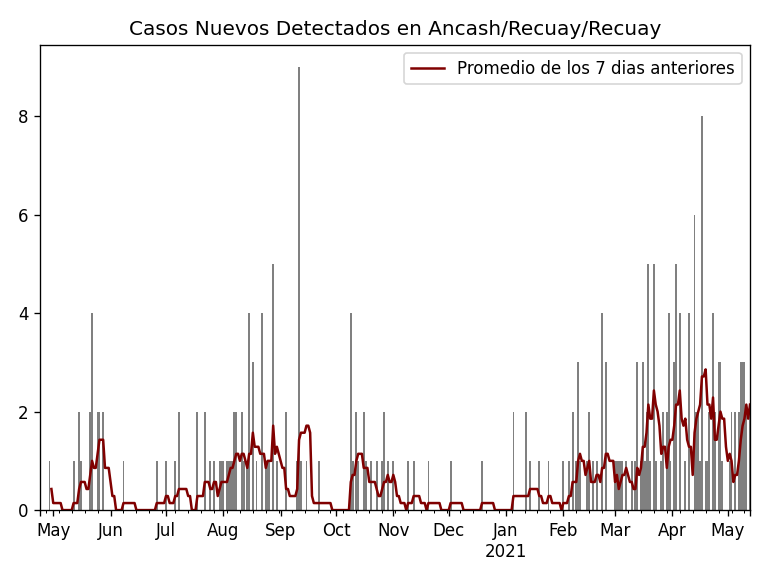 Casos Nuevos Detectados en Ancash/Recuay/Recuay
Promedio de los 7 dias anteriores
8
6
4
2
0
May Jun Jul Aug Sep Oct Nov Dec Jan Feb Mar Apr May
2021